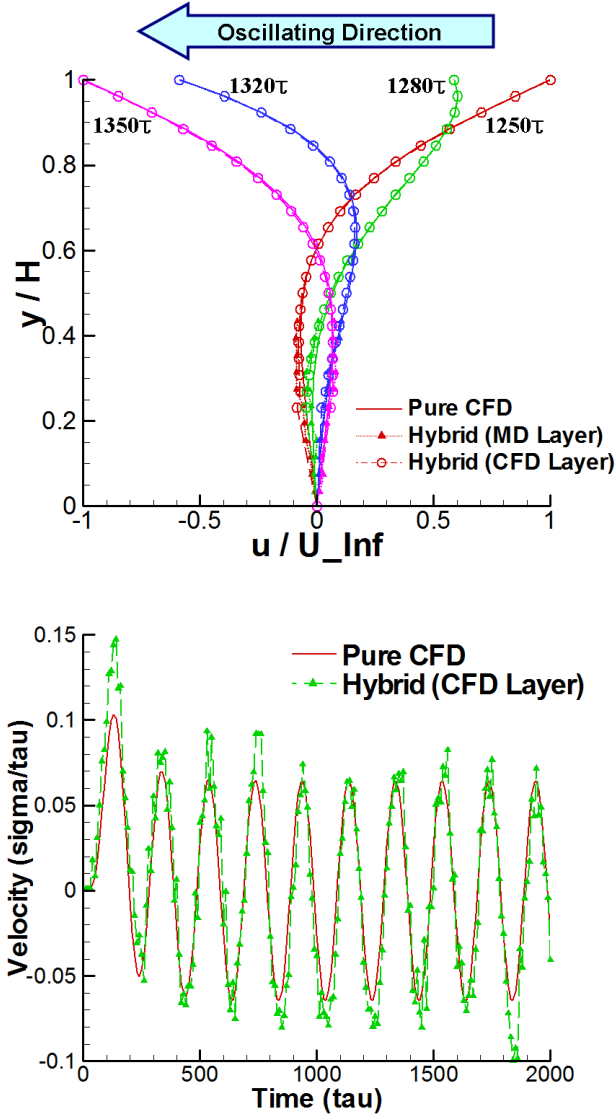 Oscillating Direction
1
1320τ
1280τ
1350τ
1250τ
0.8
0.6
y / H
0.4
0.2
Pure CFD
Hybrid (MD Layer)
Hybrid (CFD Layer)
0
-1
-0.5
0
0.5
1
u / U_Inf
0.15
Pure CFD
Hybrid (CFD Layer)
0.1
0.05
Velocity (sigma/tau)
0
-0.05
-0.1
0
500
1000
1500
2000
Time (tau)